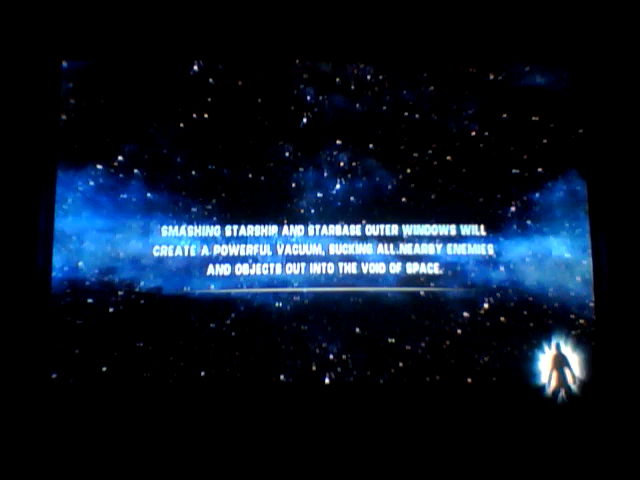 SMASHING STARSHIP AND STARBASE OUTER WINDOWS WILL
CREATE A POWERFUL VACUUM, SUCKING ALL NEARBY ENEMIES
AND OBJECTS OUT INTO THE VOID OF SPACE.